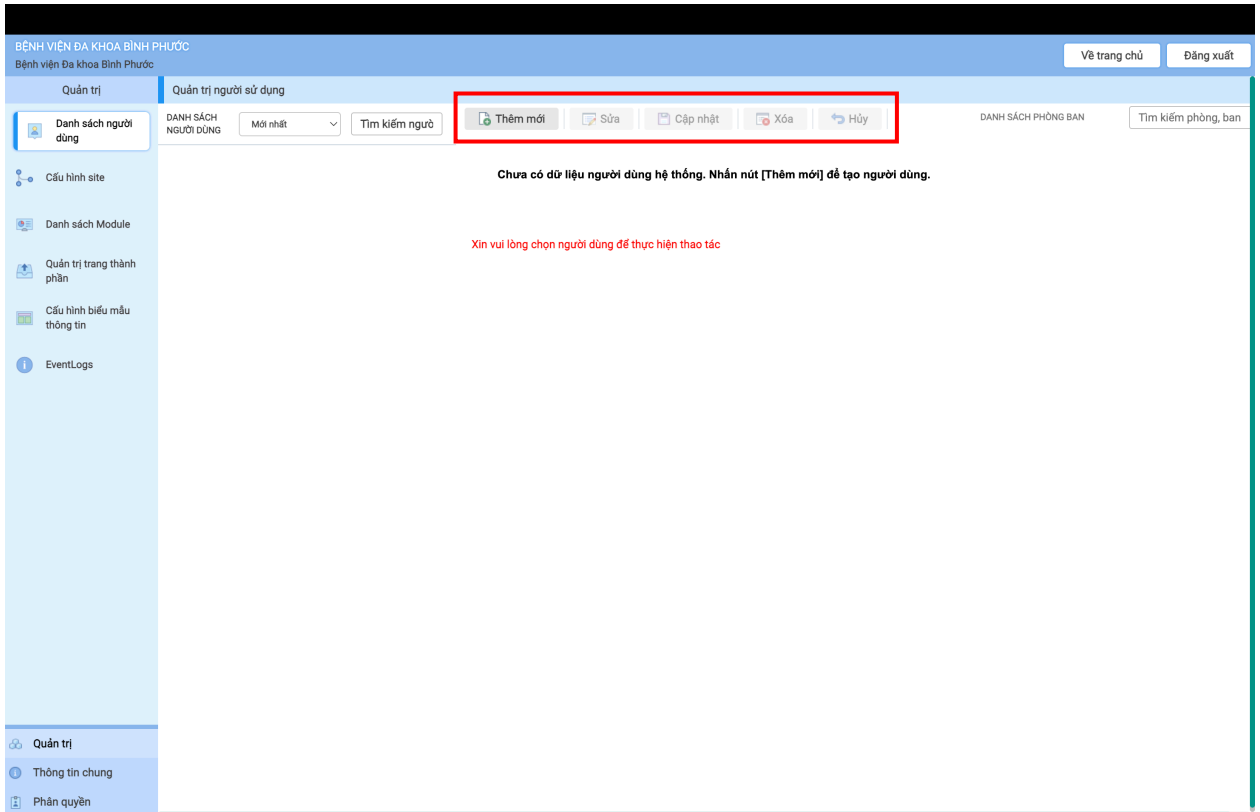 BỆNH VIỆN ĐA KHOA BÌNH PHƯỚC
Bệnh viện Đa khoa Bình Phước
Về trang chủ
Đăng xuất
Quản trị
Quản trị người sử dụng
Danh sách người
dùng
Cấu hình site
Danh sách Module
Quản trị trang thành
phần
Cấu hình biểu mẫu
thông tin
EventLogs
DANH SÁCH
NGƯỜI DÙNG
Mới nhất
Tìm kiếm ngườ
Thêm mới
Sửa
Cập nhật
Xóa
Hủy
DANH SÁCH PHÒNG BAN
Tìm kiếm phòng, ban
Chưa có dữ liệu người dùng hệ thống. Nhấn nút [Thêm mới] để tạo người dùng.
Xin vui lòng chọn người dùng để thực hiện thao tác
Quản trị
Thông tin chung
Phân quyền